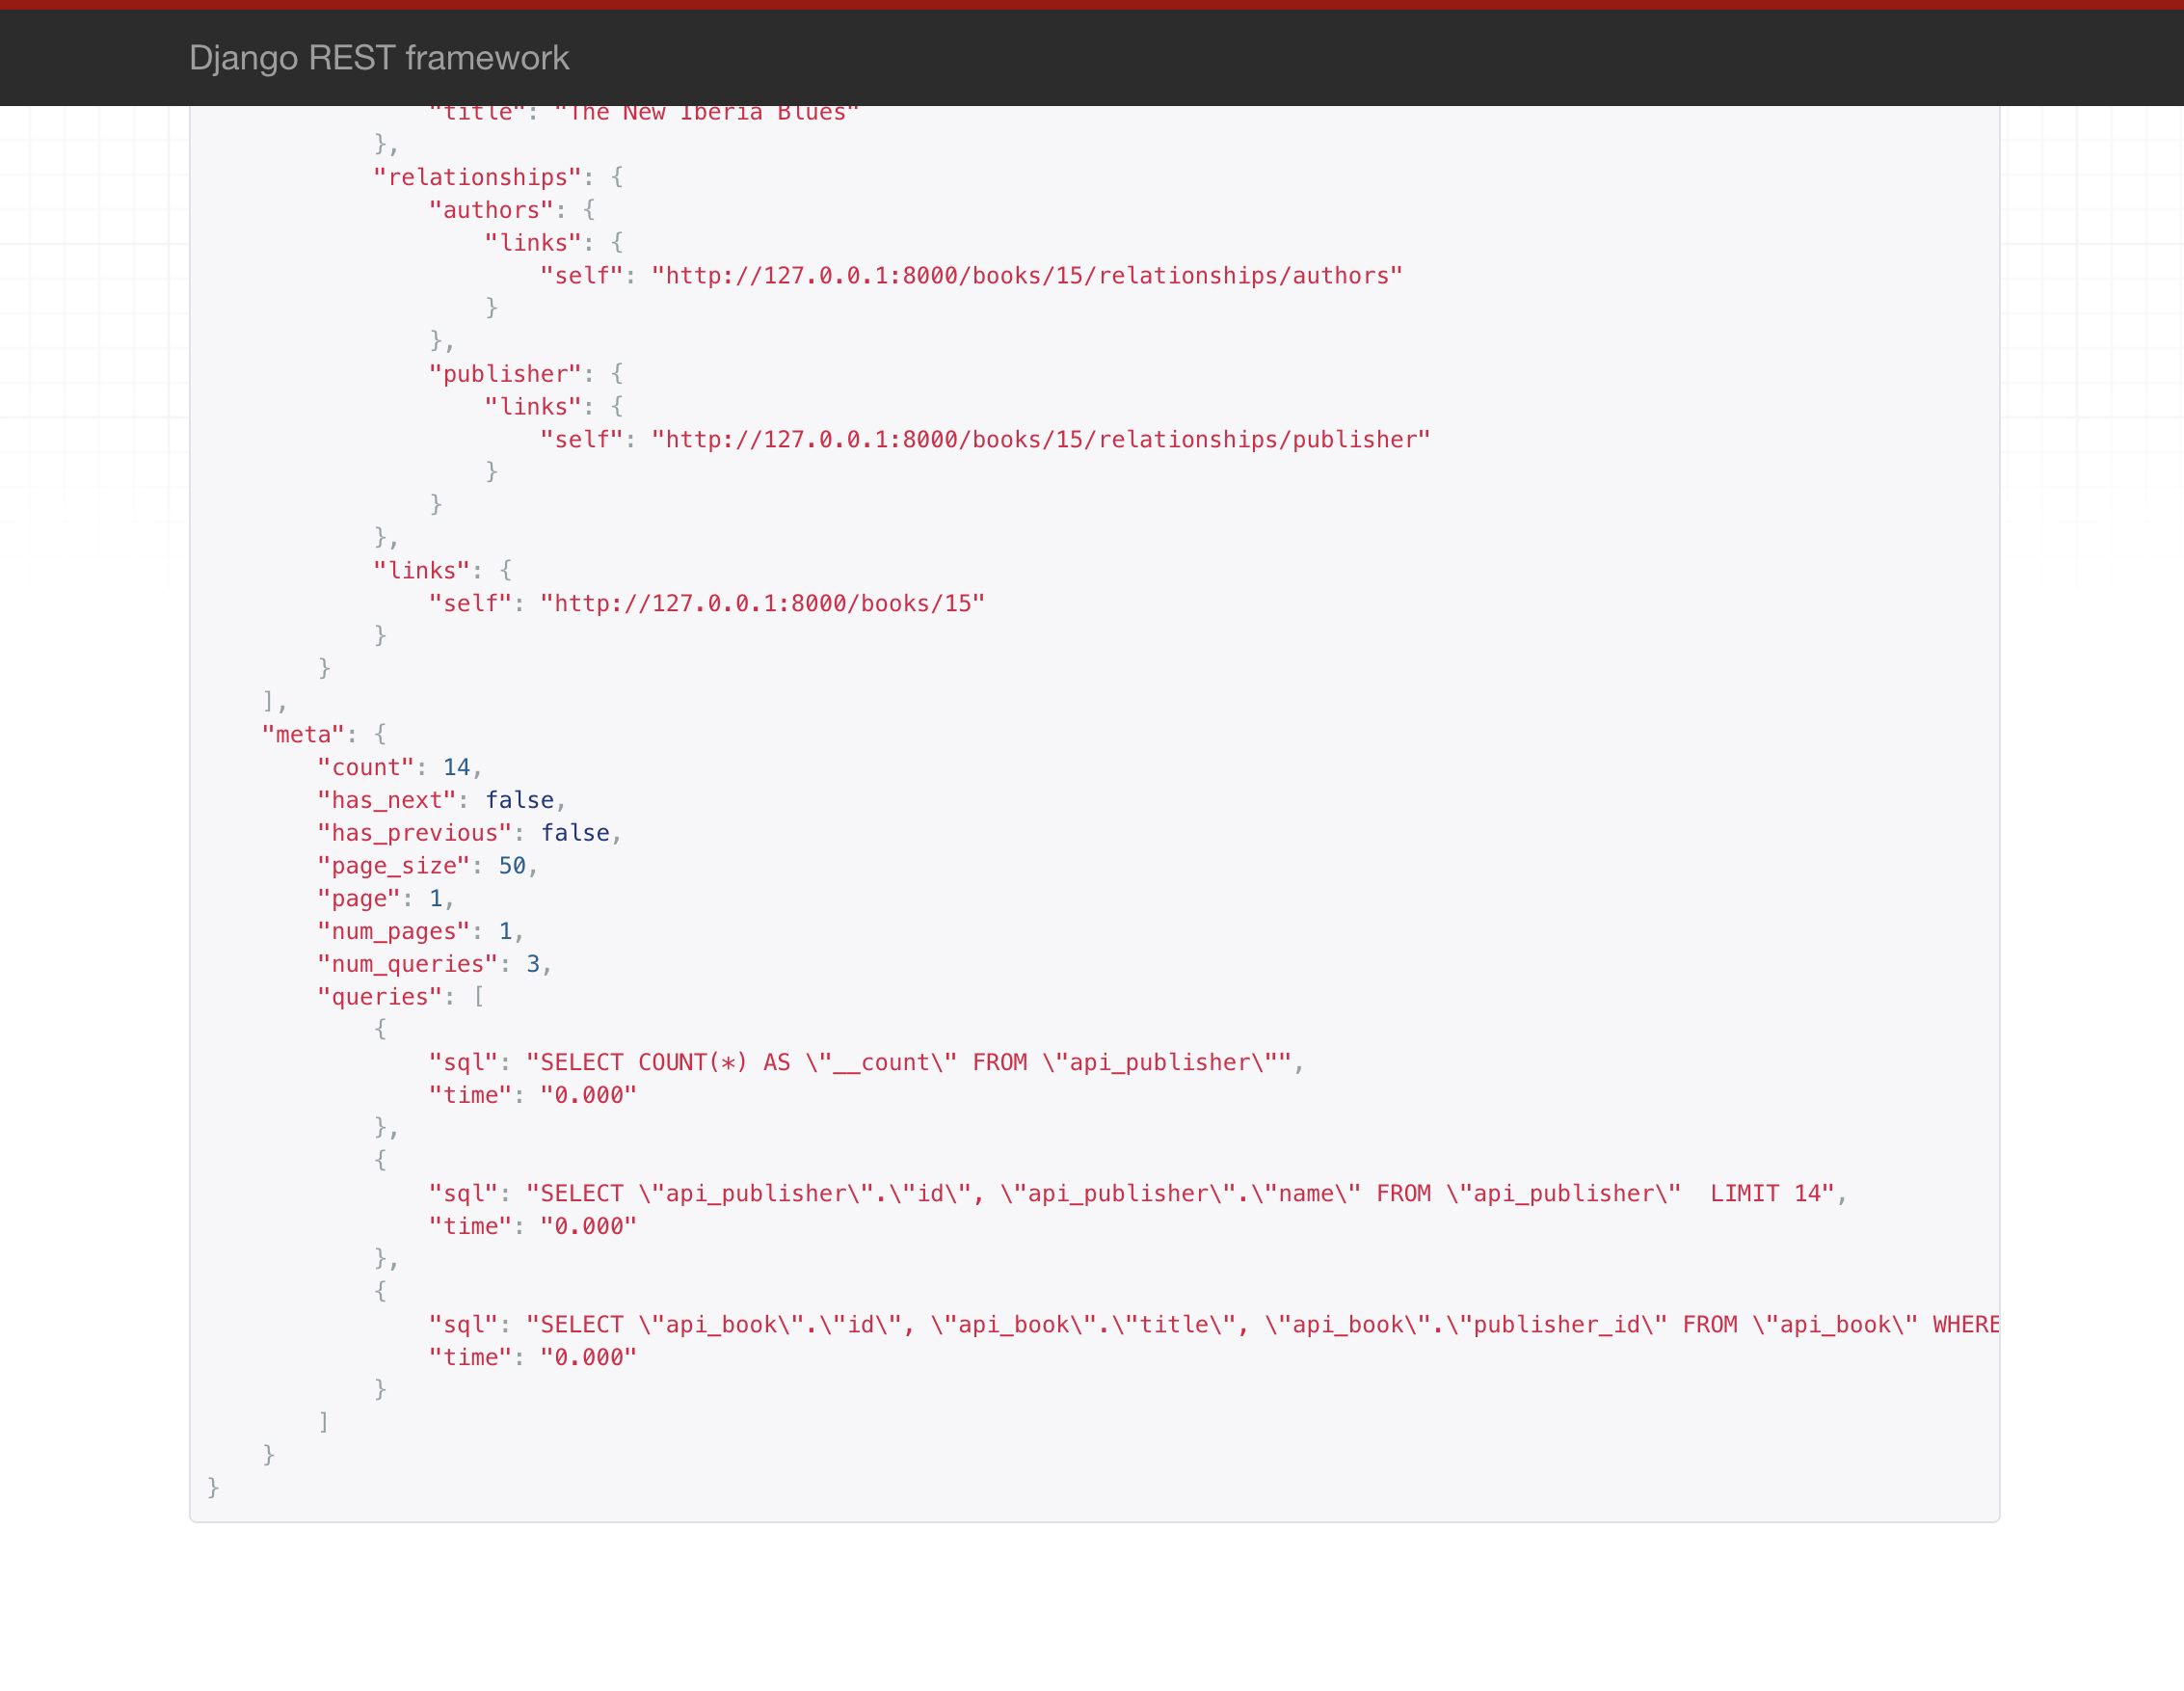 Django REST framework
"title": "The New Iberia Blues"
},
"relationships": {
"authors": {
"links": {
"self": "http://127.0.0.1:8000/books/15/relationships/authors"
}
},
"publisher": {
"links": {
"self": "http://127.0.0.1:8000/books/15/relationships/publisher"
}
}
},
"links": {
"self": "http://127.0.0.1:8000/books/15"
}
}
],
"meta": {
"count": 14,
"has_next": false,
"has_previous": false,
"page_size": 50,
"page": 1,
"num_pages": 1,
"num_queries": 3,
"queries": [
{
"sql": "SELECT COUNT(*) AS \"__count\" FROM \"api_publisher\"",
"time": "0.000"
},
{
"sql": "SELECT \"api_publisher\".\"id\", \"api_publisher\".\"name\" FROM \"api_publisher\"  LIMIT 14",
"time": "0.000"
},
{
"sql": "SELECT \"api_book\".\"id\", \"api_book\".\"title\", \"api_book\".\"publisher_id\" FROM \"api_book\" WHERE
"time": "0.000"
}
]
}
}